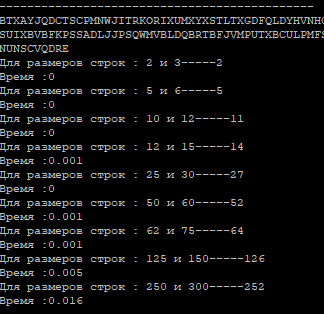 --------------------------------------------
BTXAYJQDCTSCPMNWJITRKORIXUMXYXSTLTXGDFQLDYHVNHG
SUIXBVBFKPSSADLJJPSQWMVBLDQBRTBFJVMPUTXBCULPMFS
NUNSCVQDRE
Для размеров строк : 2 и 3-----2
Время :0
Для размеров строк : 5 и 6-----5
Время :0
Для размеров строк : 10 и 12-----11
Время :0
Для размеров строк : 12 и 15-----14
Время :0.001
Для размеров строк : 25 и 30-----27
Время :0
Для размеров строк : 50 и 60-----52
Время :0.001
Для размеров строк : 62 и 75-----64
Время :0.001
Для размеров строк : 125 и 150-----126
Время :0.005
Для размеров строк : 250 и 300-----252
Время :0.016